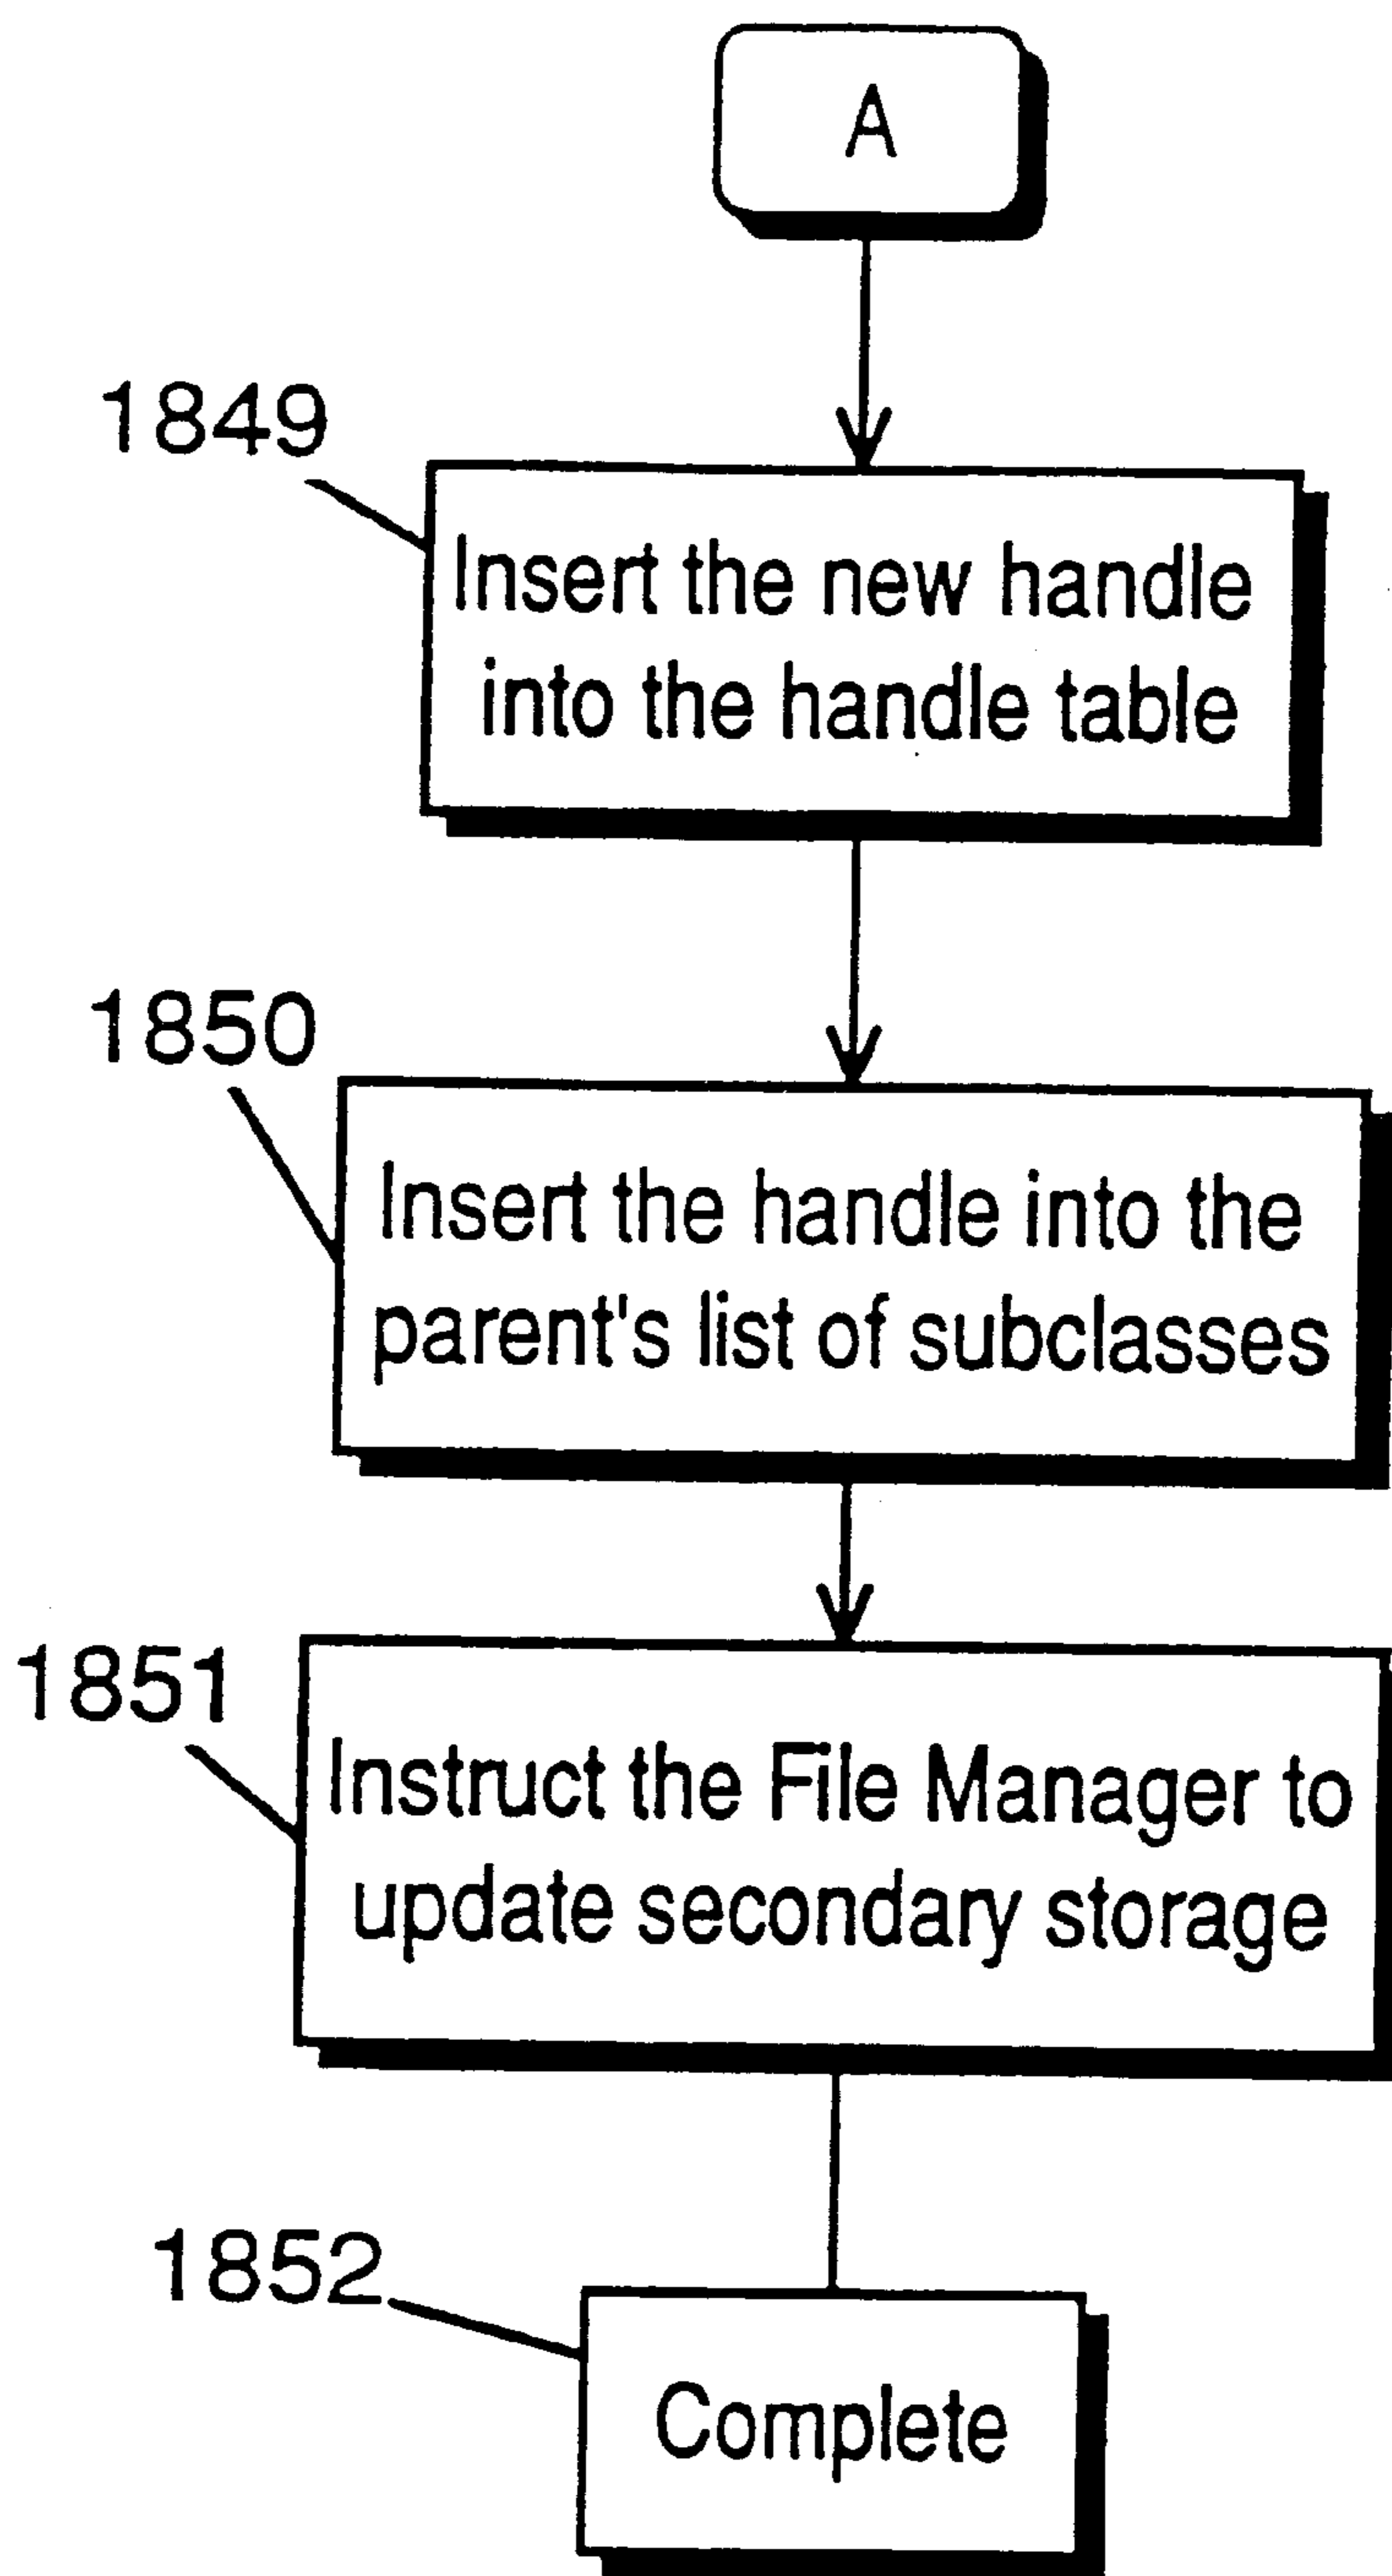 A
1849
Insert the new handle
into the handle table
1850
Insert the handle into the
parent's list of subclasses
1851
Instruct the File Manager to
update secondary storage
1852
Complete